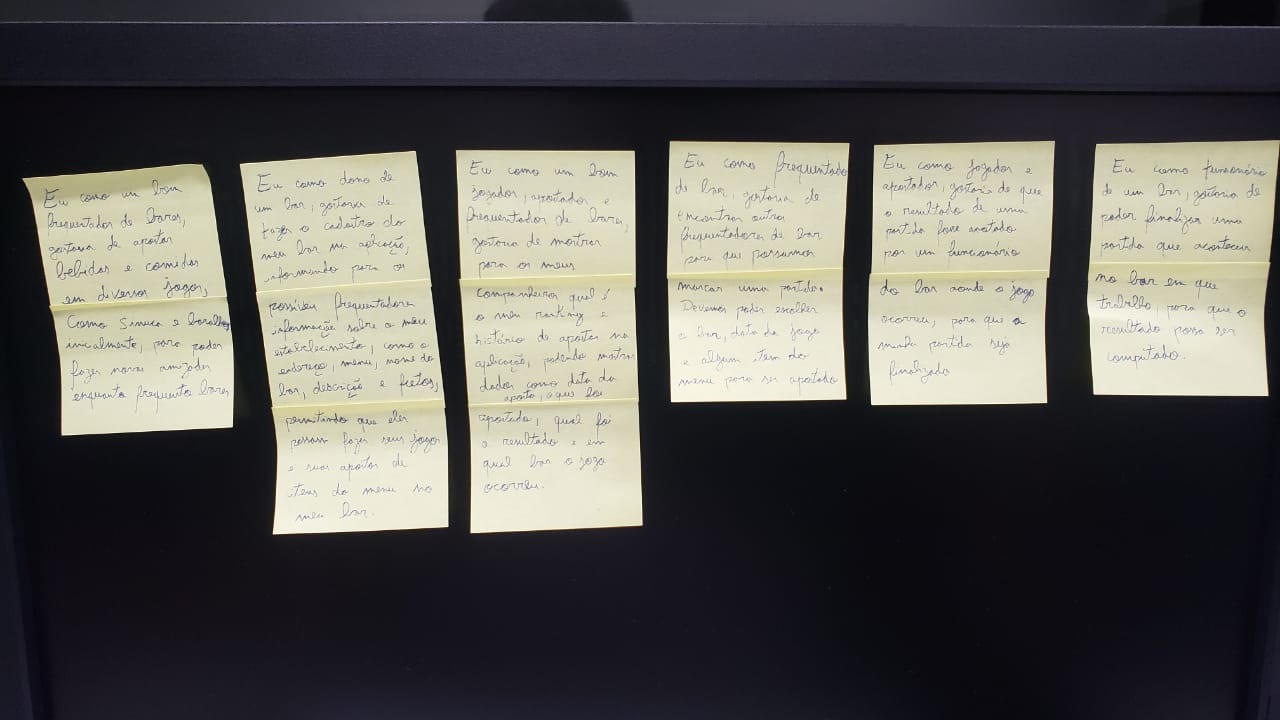 Eu como um bom
frequentador de bares,
gostaria de apostar
bebidas e comidas
em diversos jogos,
Como Sinuca e baralho
inicalmente, para poder
fazer novas amizades
enquanto frequento bares
Eu como dono de
um bar, gostaria de
fazer o cadastro do
meu bar na aplicação,
informando para os
possíveis frequentadores
informação sobre o meu
estabelecimento, como o
endereço, menu, nome do
bar, descrição e fotos,
permitindo que eles
possam fazer seus jogos
e suas apostas de
itens do menu no
meu bar.
Eu como um bom
jogador, apostador e
frequentador de bares,
gostaria de mostrar
para os meus
companheiros qual é
o meu ranking e
histório de apostas na
aplicação, podendo mostrar
dados como data da
aposta, o que foi
apostado, qual foi
o resultado e em
qual bar o jogo
ocorreu.
Eu como frequentador
de bar, gostaria de
encontrar outros
frequentadores de bar
para que possamos
marcar uma partida.
Devemos poder escolher
o bar, data do jogo
e algum item do
menu para ser apostado
Eu como jogador e
apostador, gostaria de que
o resultado de uma
partida fosse anotado
por um funcionário
do bar aonde o jogo
ocorreu, para que a
minha partida seja
finalizada
Eu como funcionário
de um bar, gostaria de
poder finalizar uma
partida que aconteceu
no bar em que
trabalho, para que o
resultado possa ser
computado.